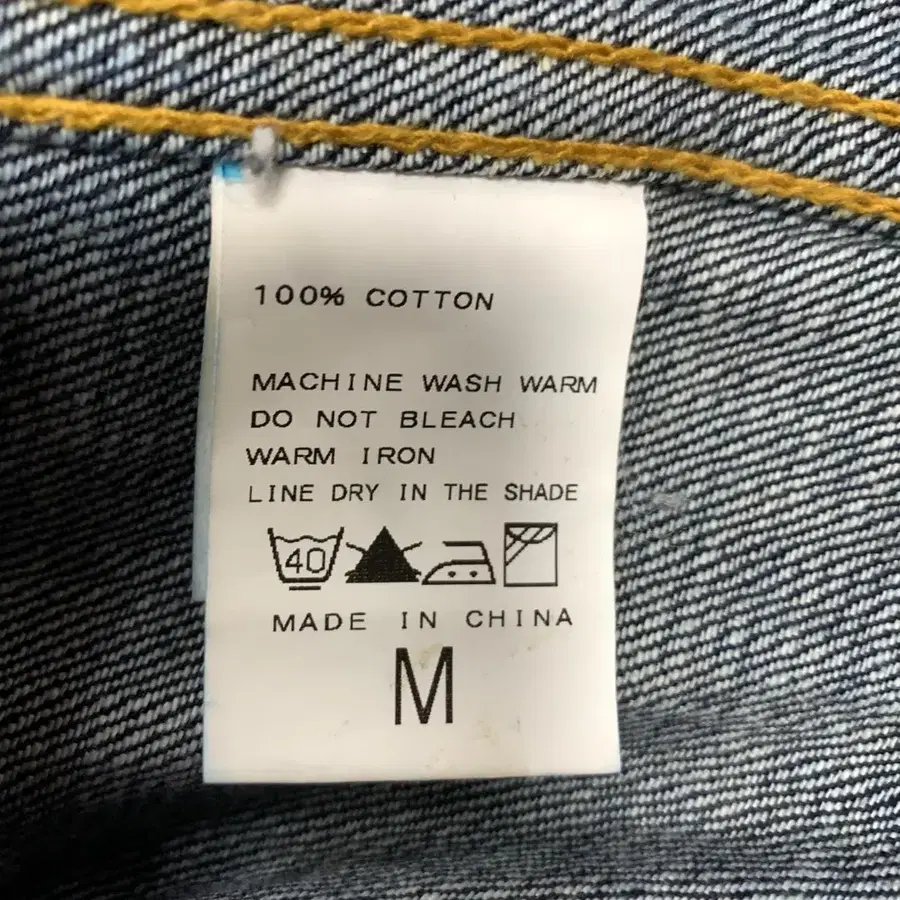 100% COTTON
MACHINE WASH WARM
DO NOT BLEACH
WARM IRON
LINE DRY IN THE SHADE
40
MADE IN CHINA
M